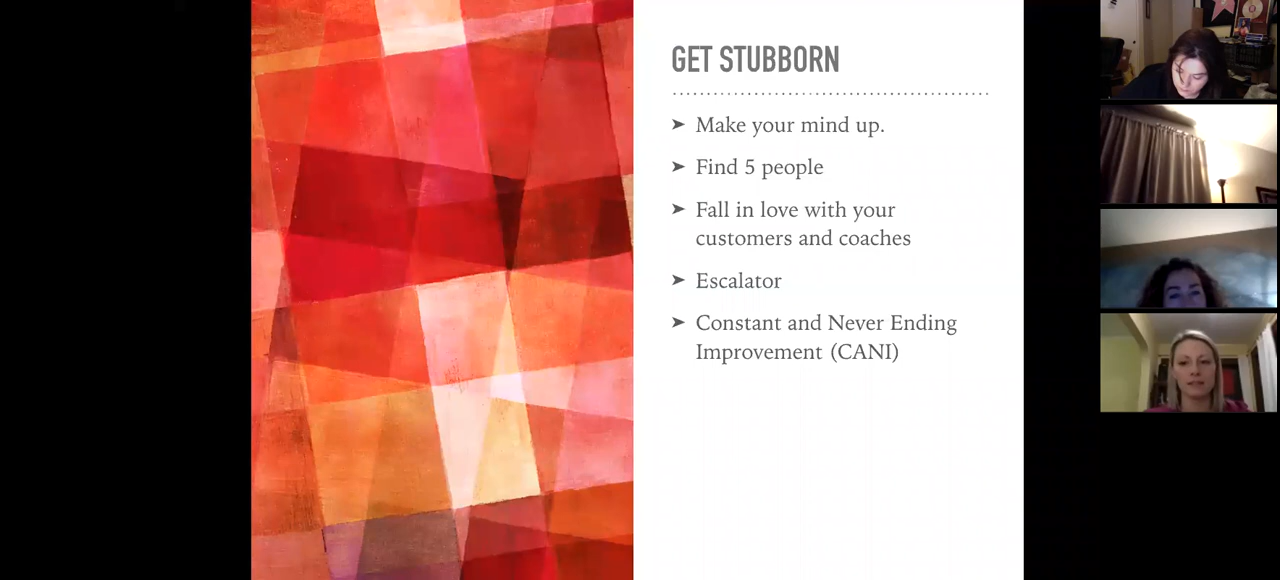 GET STUBBORN
➤ Make your mind up.
➤ Find 5 people
➤ Fall in love with your
customers and coaches
➤ Escalator
➤ Constant and Never Ending
Improvement (CANI)